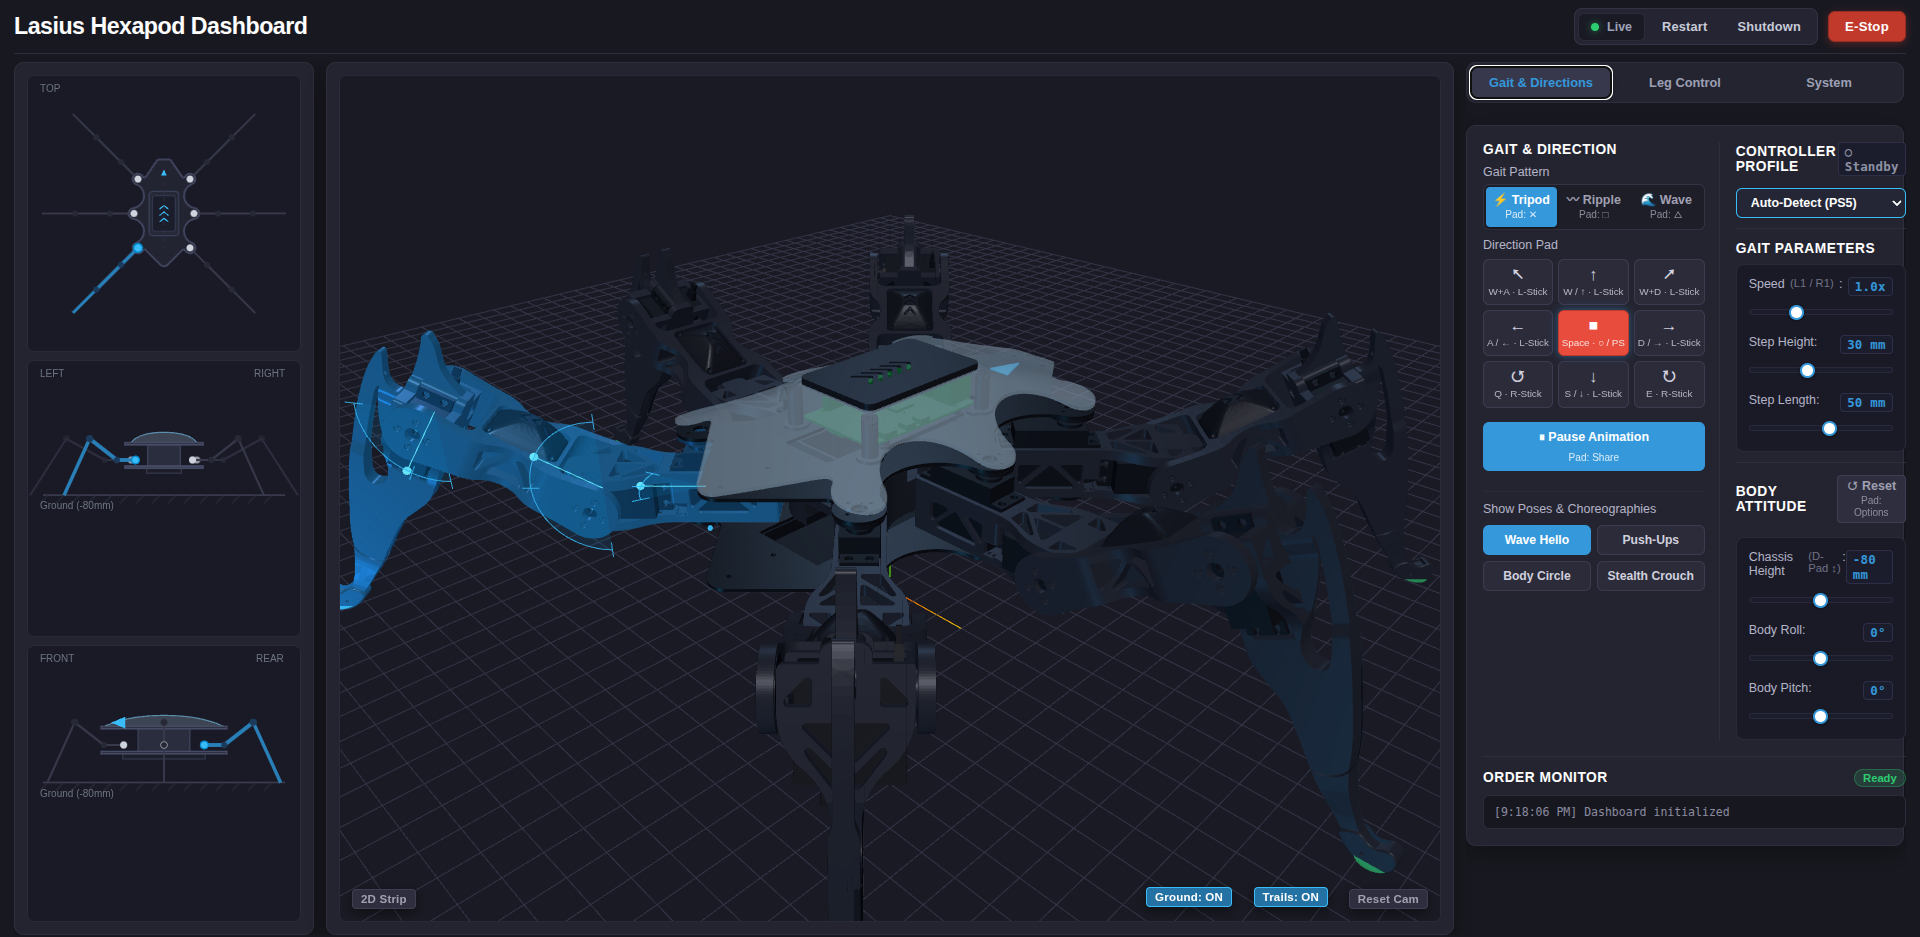 Lasius Hexapod Dashboard
Live
Restart
Shutdown
E-Stop
TOP
LEFT
RIGHT
Ground (-80mm)
FRONT
REAR
Ground (-80mm)
2D Strip
Ground: ON
Trails: ON
Reset Cam
Gait & Directions
Leg Control
System
GAIT & DIRECTION
Gait Pattern
⚡ Tripod
Pad: ✕
〰 Ripple
Pad: □
🌊 Wave
Pad: △
Direction Pad
↖
W+A · L-Stick
↑
W / ↑ · L-Stick
↗
W+D · L-Stick
←
A / ← · L-Stick
■
Space · ○ / PS
→
D / → · L-Stick
↺
Q · R-Stick
↓
S / ↓ · L-Stick
↻
E · R-Stick
⏸ Pause Animation
Pad: Share
Show Poses & Choreographies
Wave Hello
Push-Ups
Body Circle
Stealth Crouch
CONTROLLER
PROFILE
○
Standby
Auto-Detect (PS5)
GAIT PARAMETERS
Speed (L1 / R1) : 1.0x
Step Height: 30 mm
Step Length: 50 mm
BODY
ATTITUDE
↺ Reset
Pad:
Options
Chassis
Height
(D-
Pad ↕)
:
-80
mm
Body Roll: 0°
Body Pitch: 0°
ORDER MONITOR
Ready
[9:18:06 PM] Dashboard initialized